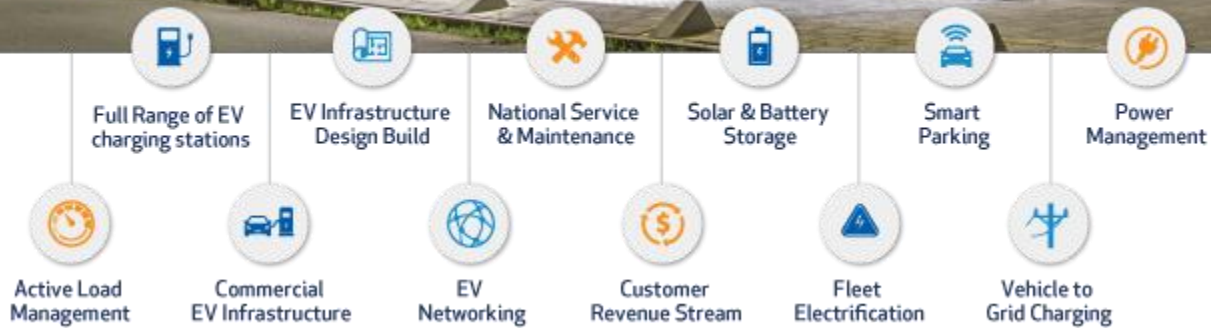 Full Range of EV
charging stations
EV Infrastructure
Design Build
National Service
& Maintenance
Solar & Battery
Storage
Smart
Parking
Power
Management
Active Load
Management
Commercial
EV Infrastructure
EV
Networking
Customer
Revenue Stream
Fleet
Electrification
Vehicle to
Grid Charging